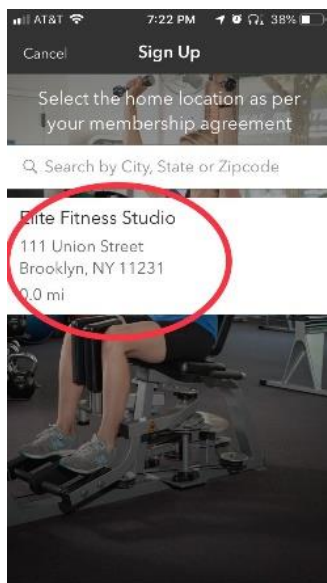 AT&T 7:22 PM 38%
Cancel Sign Up
Select the home location as per
your membership agreement
Search by City, State or Zipcode
Elite Fitness Studio
111 Union Street
Brooklyn, NY 11231
0.0 mi